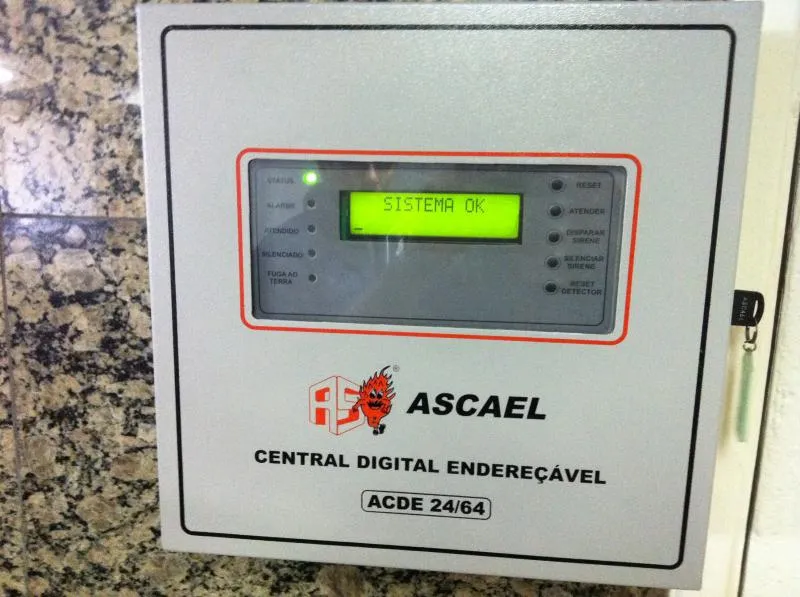 STATUS
ALARME
ATENDIDO
SILENCIADO
FUGA AO
TERRA
SISTEMA OK
RESET
ATENDER
DISPARAR
SIRENE
SILENCIAR
SIRENE
RESET
DETECTOR
AS
®
ASCAEL
CENTRAL DIGITAL ENDEREÇÁVEL
ACDE 24/64